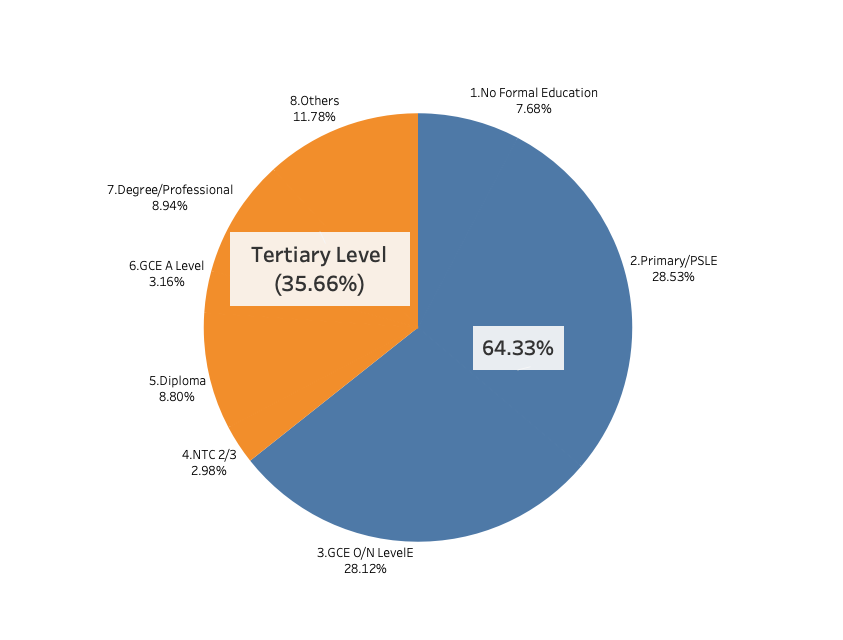 1.No Formal Education
7.68%
8.Others
11.78%
7.Degree/Professional
8.94%
Tertiary Level
(35.66%)
6.GCE A Level
3.16%
2.Primary/PSLE
28.53%
64.33%
5.Diploma
8.80%
4.NTC 2/3
2.98%
3.GCE O/N LevelE
28.12%